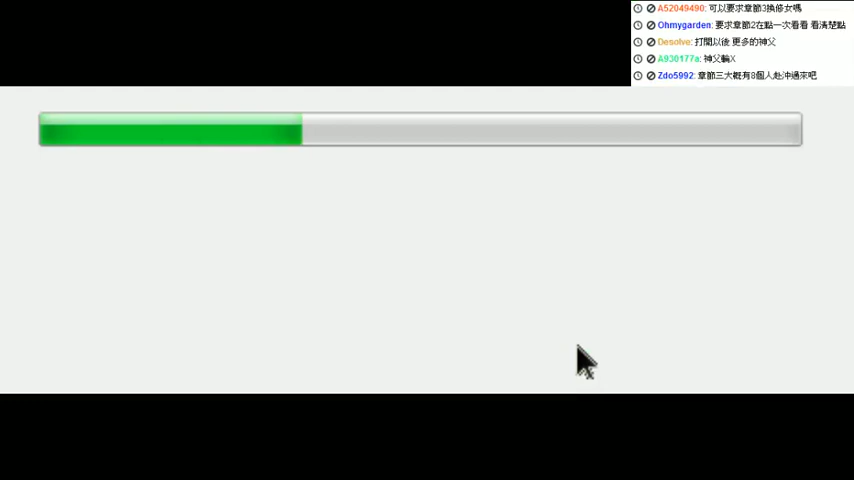 A52049490: 可以要求章節3換修女嗎
Ohmygarden: 要求章節2在點一次看看 看清楚點
Desolve: 打開以後 更多的神父
A930177a: 神父輪X
Zdo5992: 章節三大概有8個人赴沖過來吧